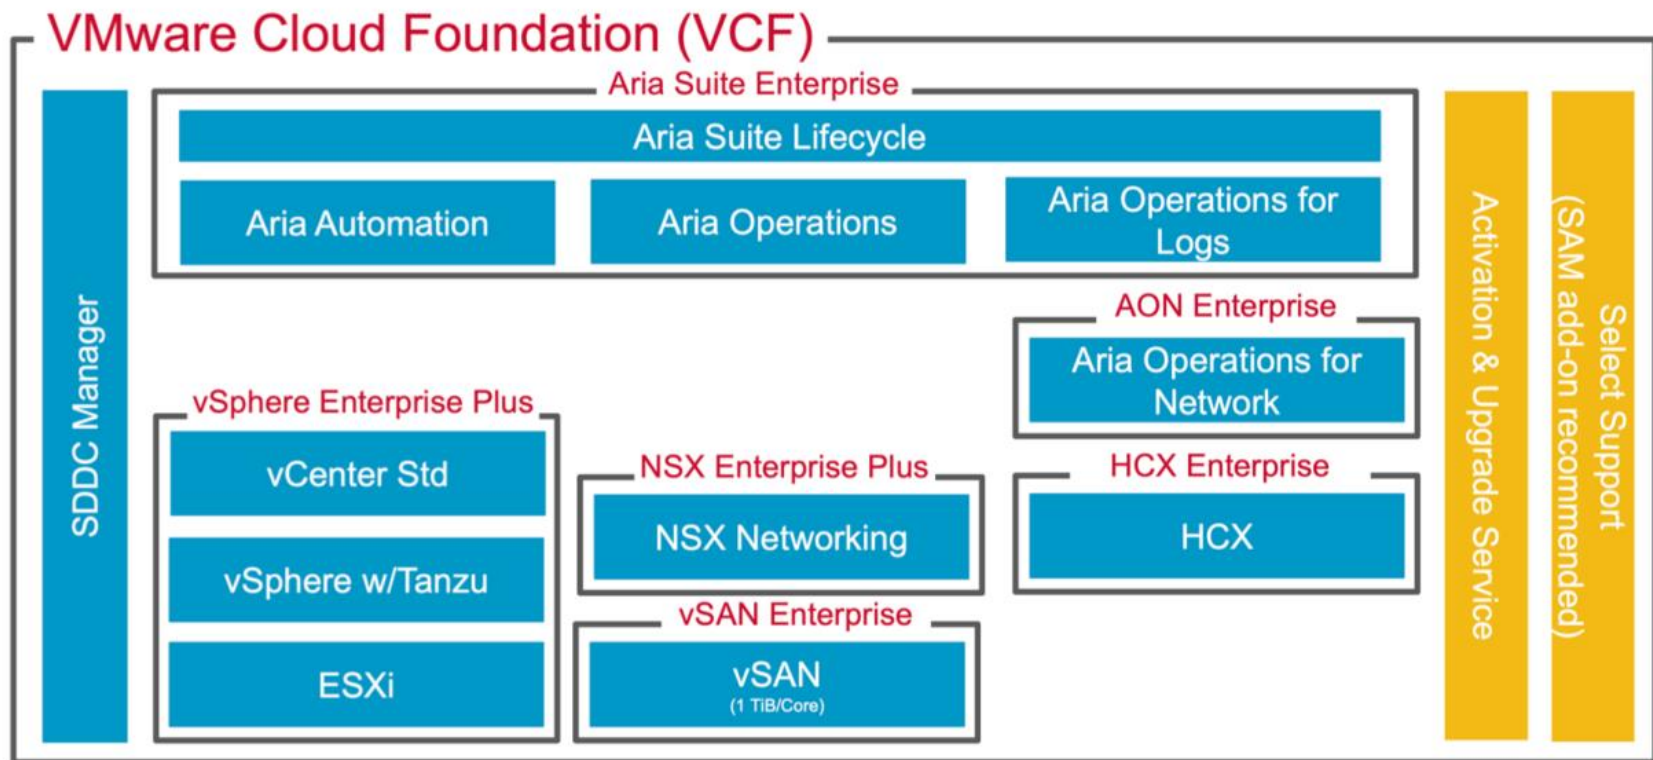 VMware Cloud Foundation (VCF)
SDDC Manager
Aria Suite Enterprise
Aria Suite Lifecycle
Aria Automation
Aria Operations
Aria Operations for
Logs
AON Enterprise
Aria Operations for
Network
vSphere Enterprise Plus
vCenter Std
vSphere w/Tanzu
ESXi
NSX Enterprise Plus
NSX Networking
vSAN Enterprise
vSAN
(1 TiB/Core)
HCX Enterprise
HCX
Activation & Upgrade Service
Select Support
(SAM add-on recommended)